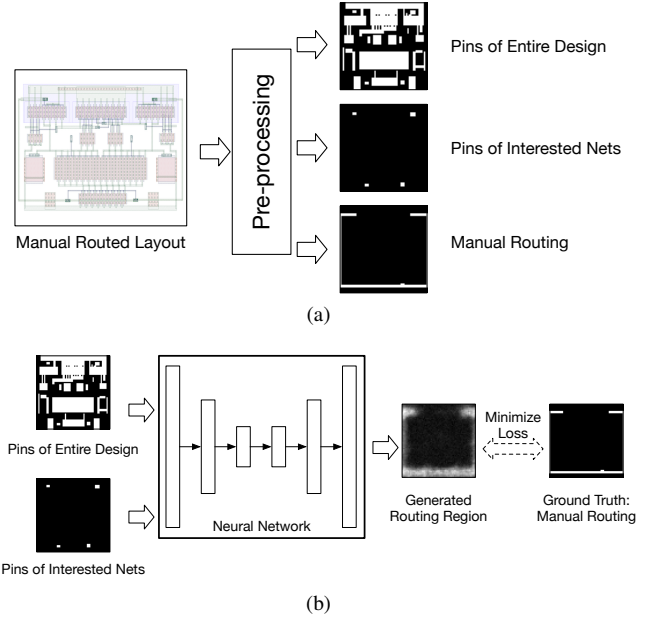 Pins of Entire Design
Pre-processing
Pins of Interested Nets
Manual Routed Layout
Manual Routing
(a)
Pins of Entire Design
Minimize
Loss
Neural Network
Generated
Routing Region
Ground Truth:
Manual Routing
Pins of Interested Nets
(b)